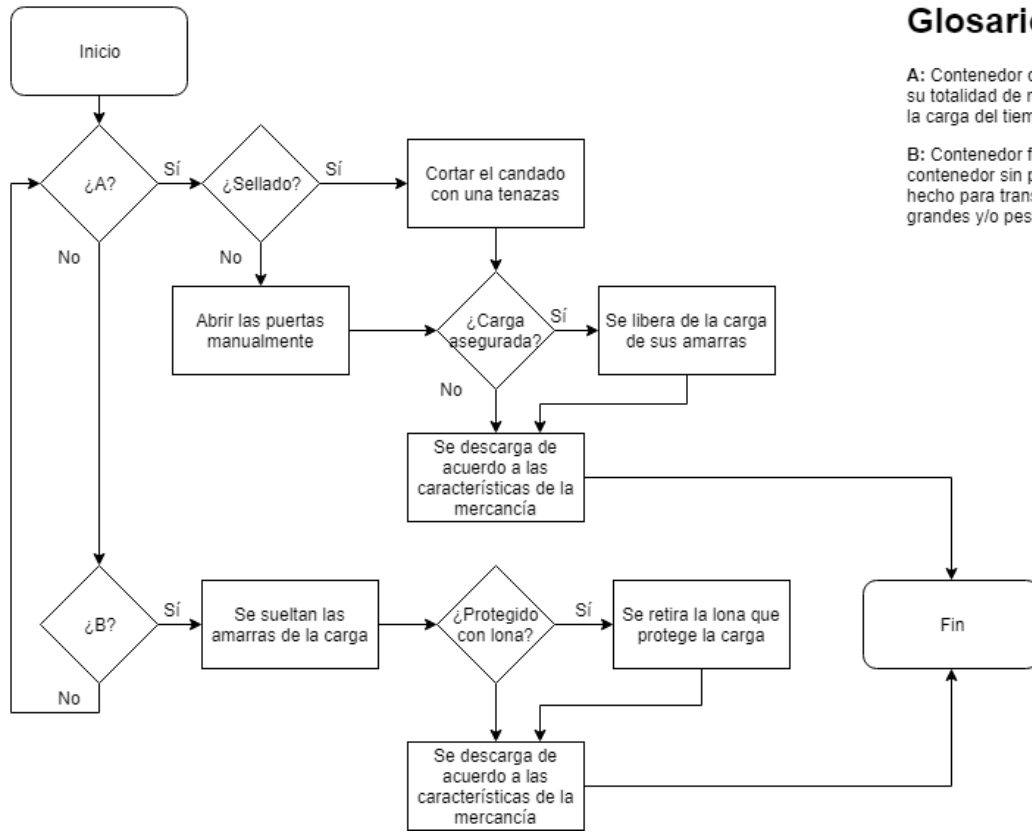 Inicio
¿A?
Sí
¿Sellado?
Sí
Cortar el candado
con una tenazas
No
No
Abrir las puertas
manualmente
¿Carga
asegurada?
Sí
Se libera de la carga
de sus amarras
No
Se descarga de
acuerdo a las
características de la
mercancía
¿B?
Sí
Se sueltan las
amarras de la carga
¿Protegido
con lona?
Sí
Se retira la lona que
protege la carga
Fin
No
Se descarga de
acuerdo a las
características de la
mercancía
A: Contenedor
su totalidad de
la carga del
B: Contenedor
contenedor sin
hecho para
grandes y/o